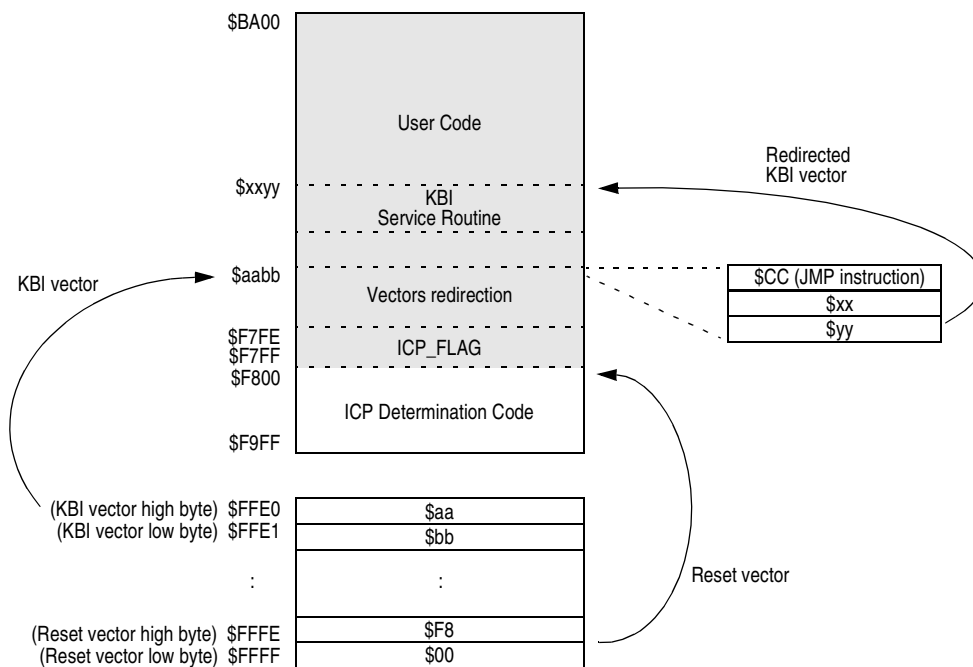 $BA00
User Code
Redirected
KBI vector
$xxyy
KBI
Service Routine
KBI vector
$aabb
$CC (JMP instruction)
Vectors redirection
$xx
$yy
$F7FE
ICP_FLAG
$F7FF
$F800
ICP Determination Code
$F9FF
(KBI vector high byte) $FFE0
$aa
(KBI vector low byte) $FFE1
$bb
: :
Reset vector
(Reset vector high byte) $FFFE
$F8
(Reset vector low byte) $FFFF
$00